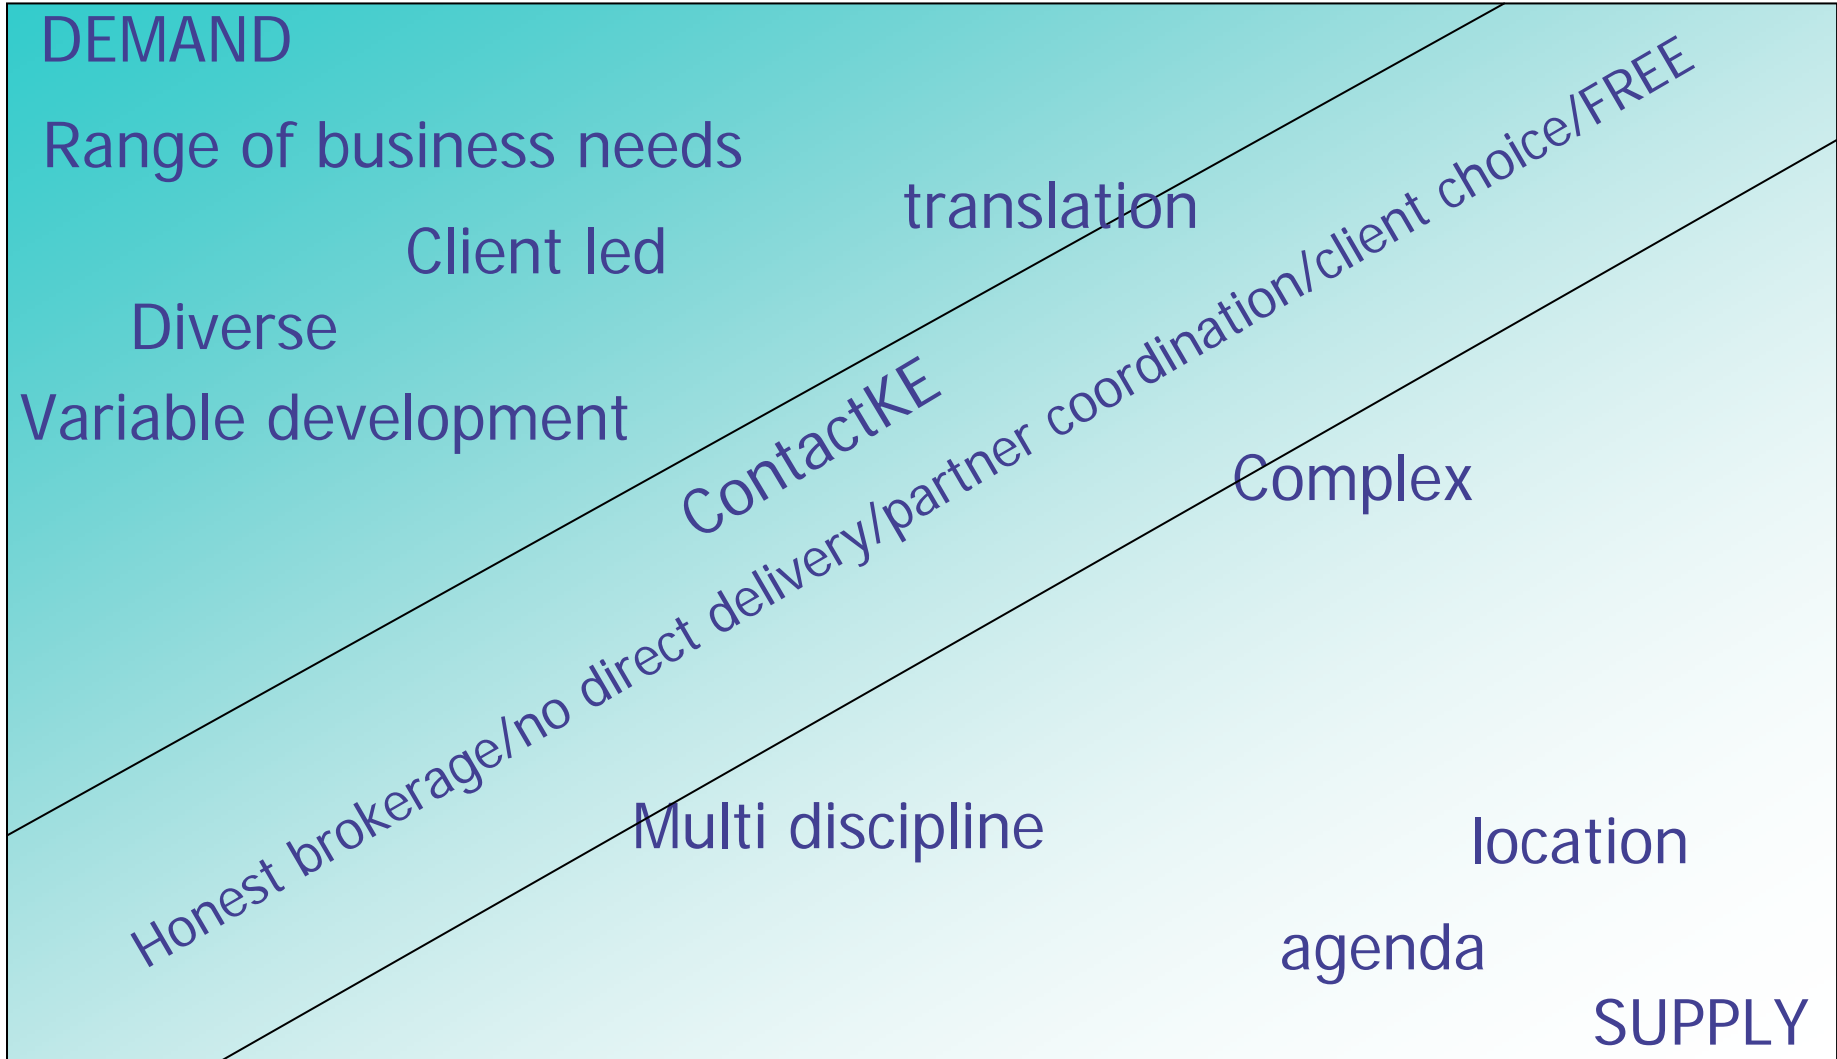 DEMAND
Range of business needs
translation
Client led
Diverse
Variable development
ContactKE
Honest brokerage/no direct delivery/partner coordination/client choice/FREE
Complex
Multi discipline
location
agenda
SUPPLY